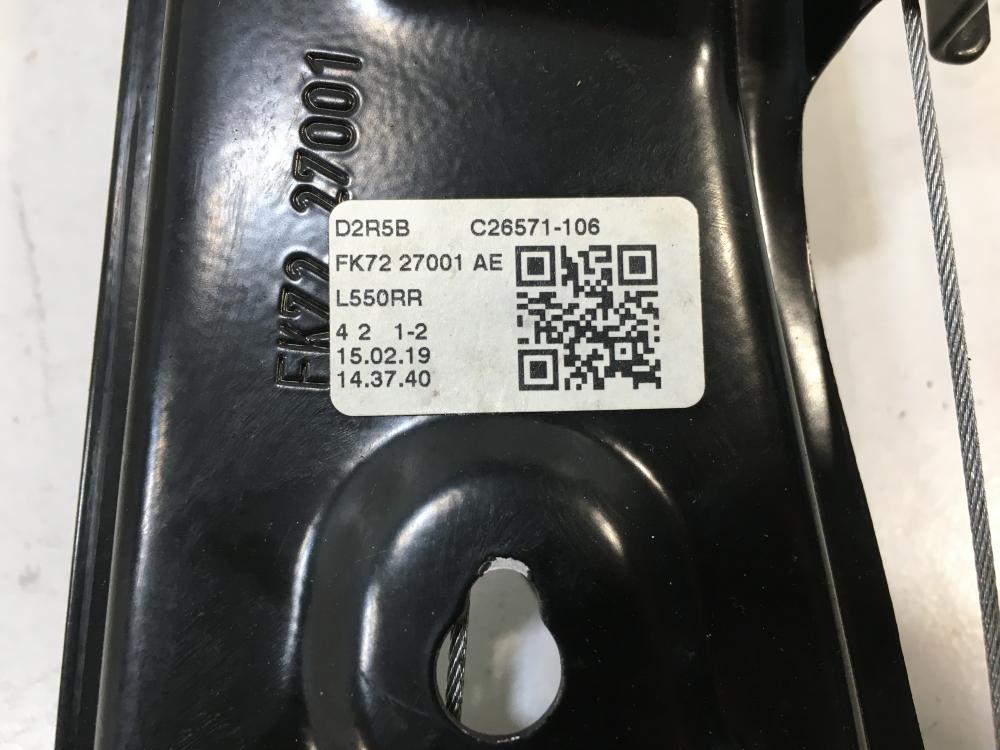 FK72 27001
D2R5B C26571-106
FK72 27001 AE
L550RR
4 2 1-2
15.02.19
14.37.40